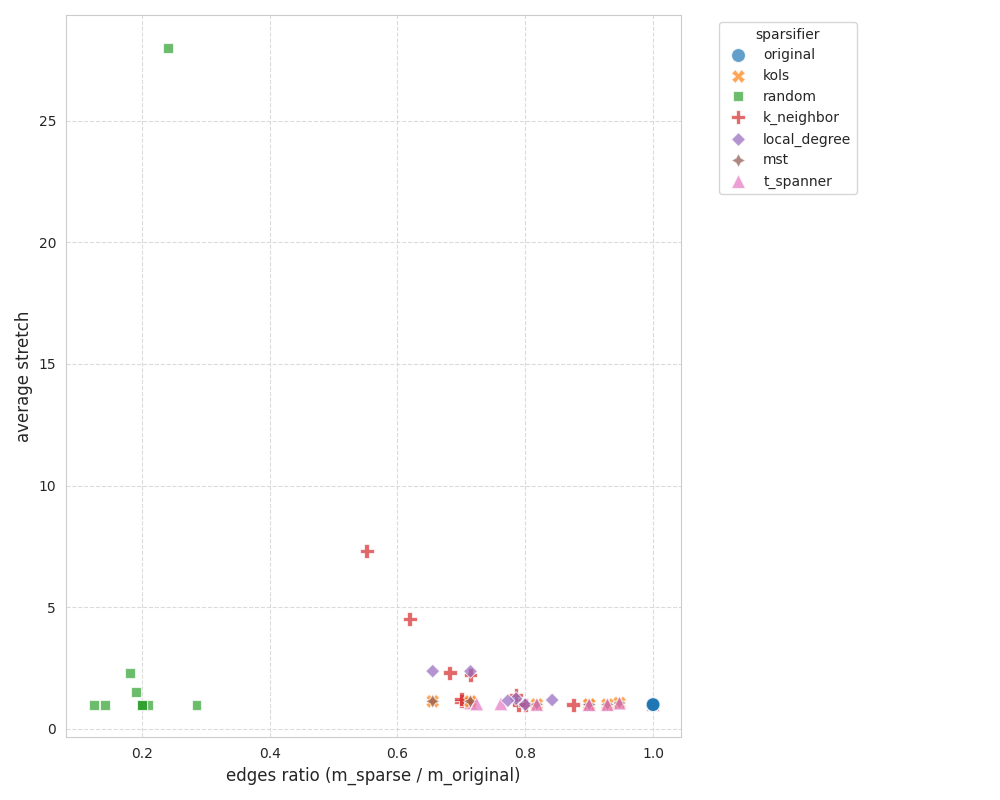 sparsifier
original
kols
random
k_neighbor
local_degree
mst
t_spanner
average stretch
25
20
15
10
5
0
0.2
0.4
0.6
0.8
1.0
edges ratio (m_sparse / m_original)